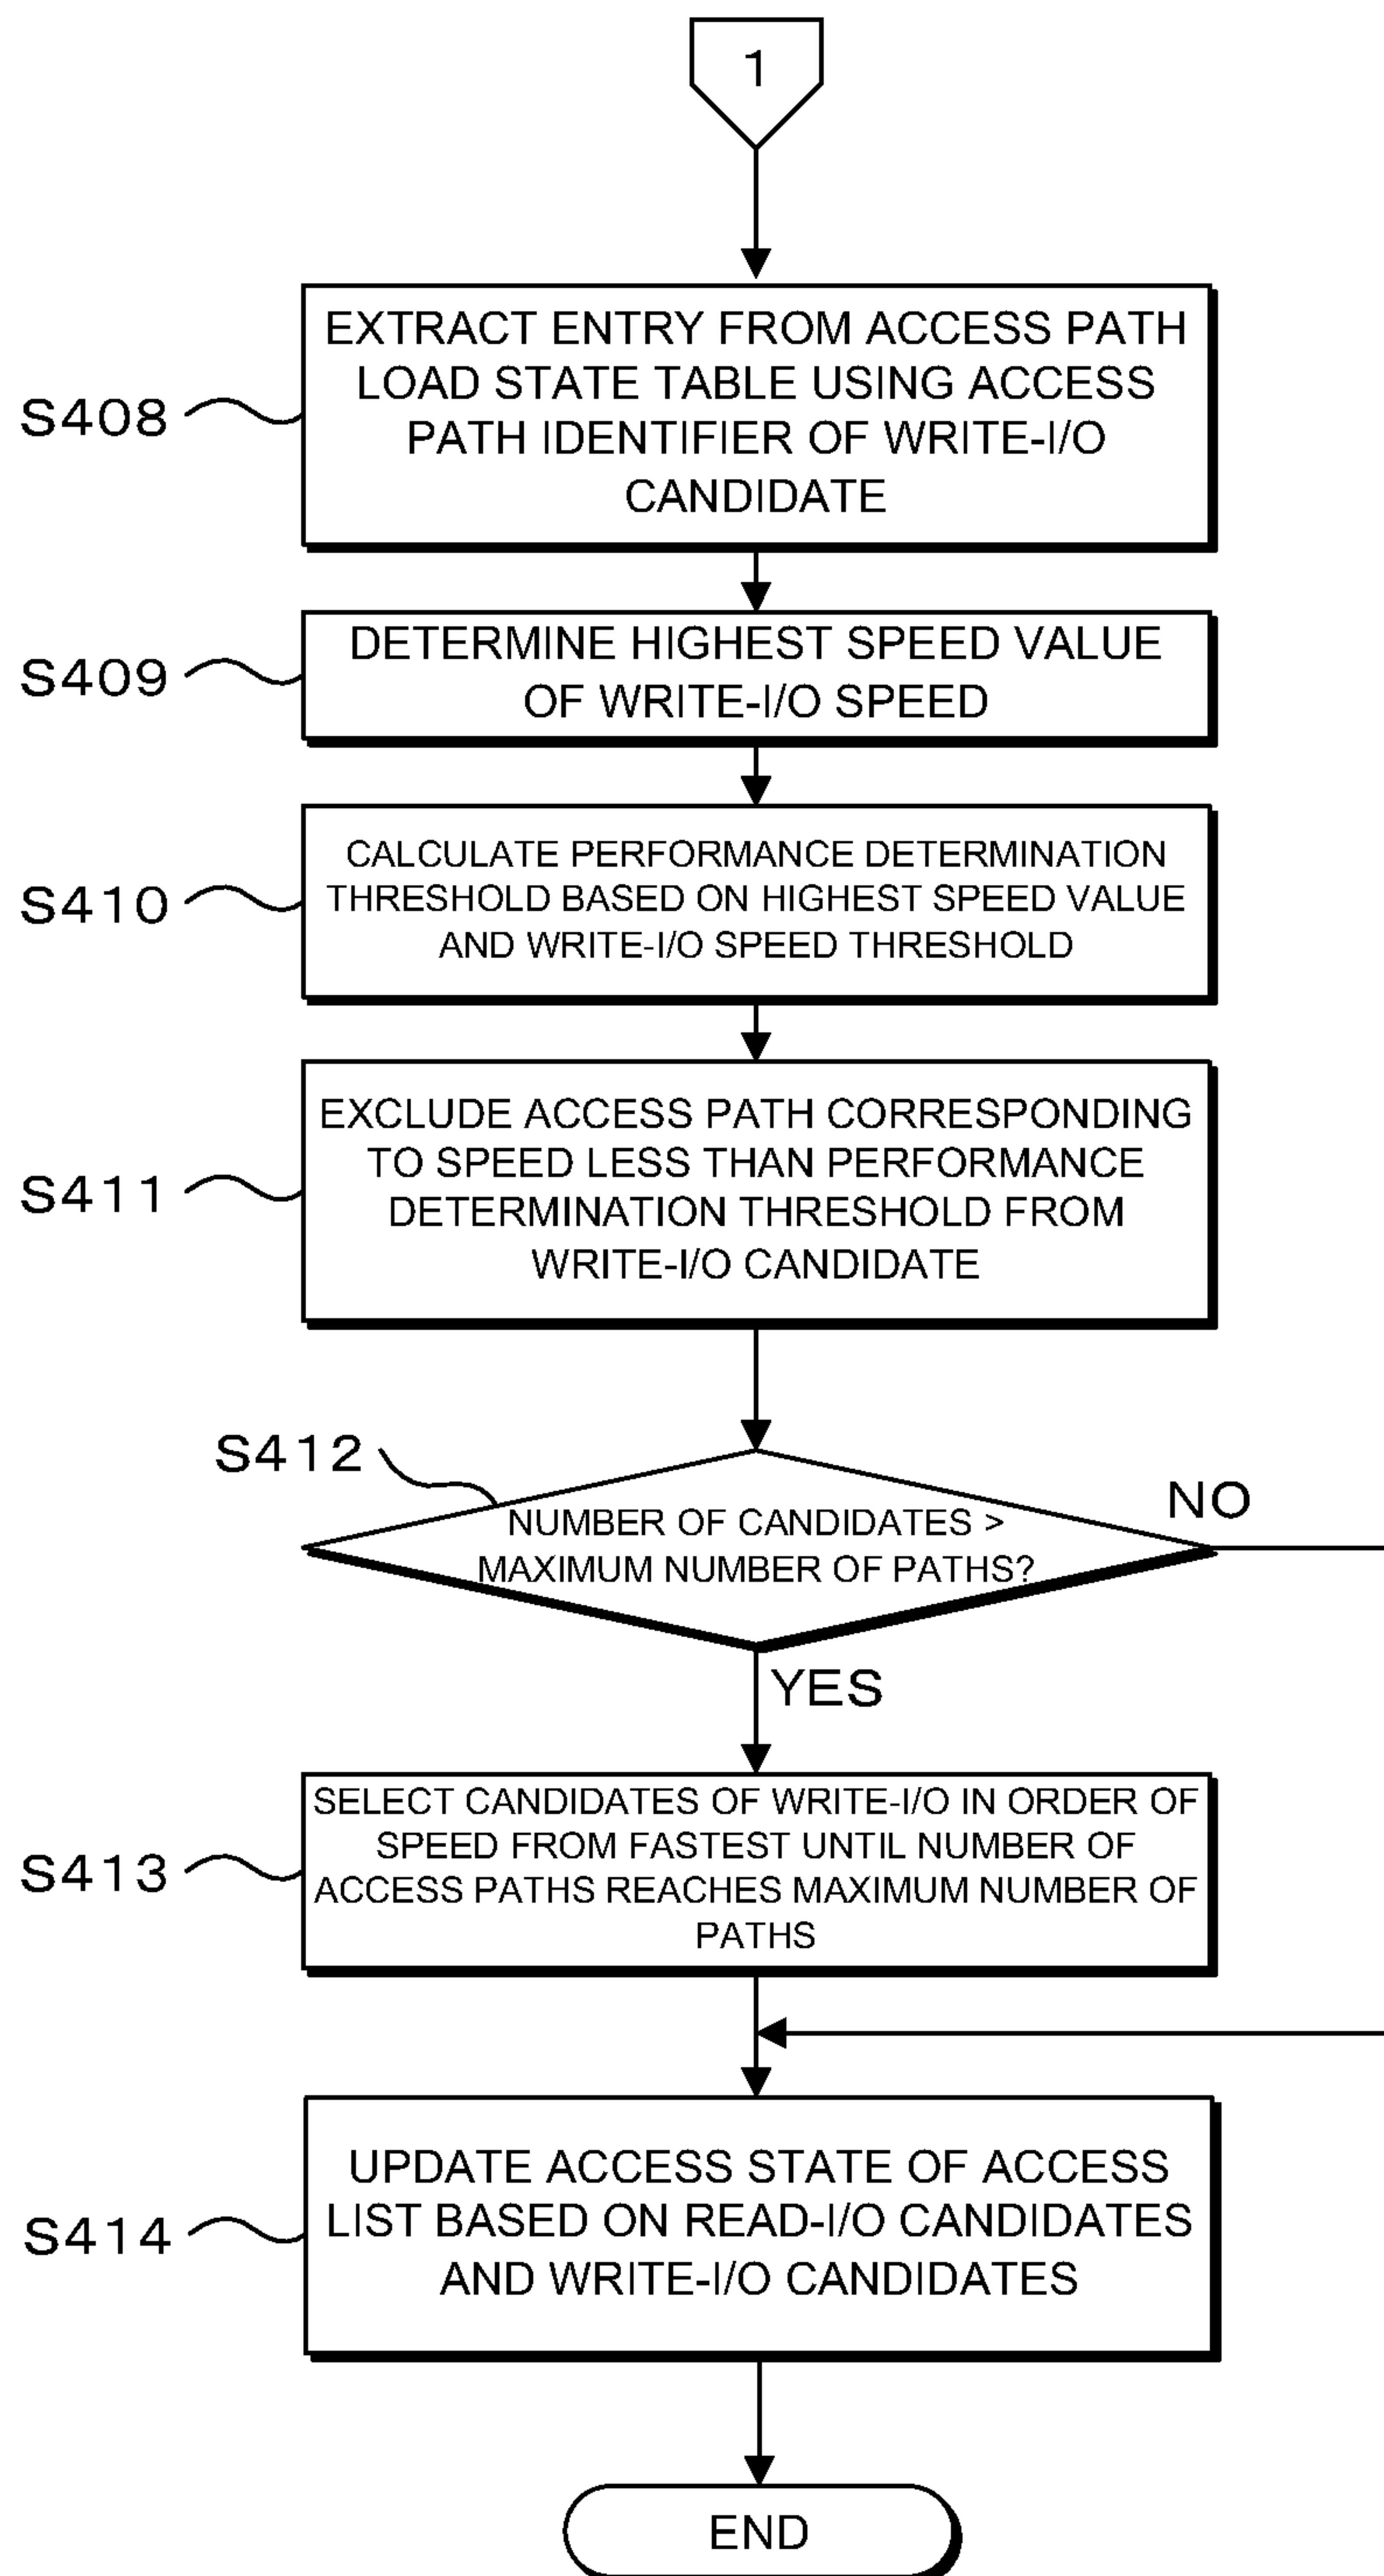 1
S408
EXTRACT ENTRY FROM ACCESS PATH
LOAD STATE TABLE USING ACCESS
PATH IDENTIFIER OF WRITE-I/O
CANDIDATE
S409
DETERMINE HIGHEST SPEED VALUE
OF WRITE-I/O SPEED
S410
CALCULATE PERFORMANCE DETERMINATION
THRESHOLD BASED ON HIGHEST SPEED VALUE
AND WRITE-I/O SPEED THRESHOLD
S411
EXCLUDE ACCESS PATH CORRESPONDING
TO SPEED LESS THAN PERFORMANCE
DETERMINATION THRESHOLD FROM
WRITE-I/O CANDIDATE
S412
NUMBER OF CANDIDATES >
MAXIMUM NUMBER OF PATHS?
NO
YES
S413
SELECT CANDIDATES OF WRITE-I/O IN ORDER OF
SPEED FROM FASTEST UNTIL NUMBER OF
ACCESS PATHS REACHES MAXIMUM NUMBER OF
PATHS
S414
UPDATE ACCESS STATE OF ACCESS
LIST BASED ON READ-I/O CANDIDATES
AND WRITE-I/O CANDIDATES
END